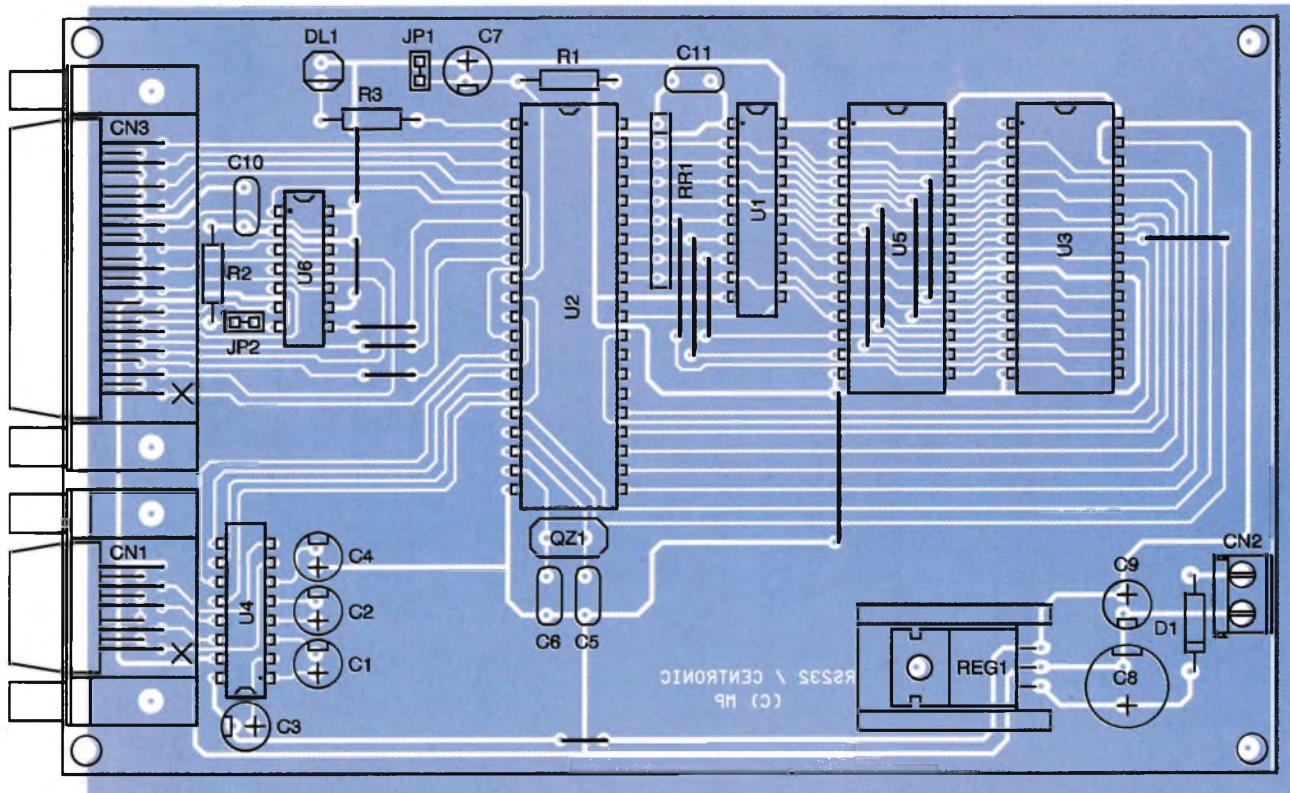 DL1
JP1
C7
R1
C11
R3
CN3
C10
RR1
U1
U5
U3
U6
R2
U2
JP2
QZ1
CN1
C4
U4
C2
C1
C6
C5
C3
CN2
C9
D1
REG1
C8
RS232 / CENTRONIC
(C) MP